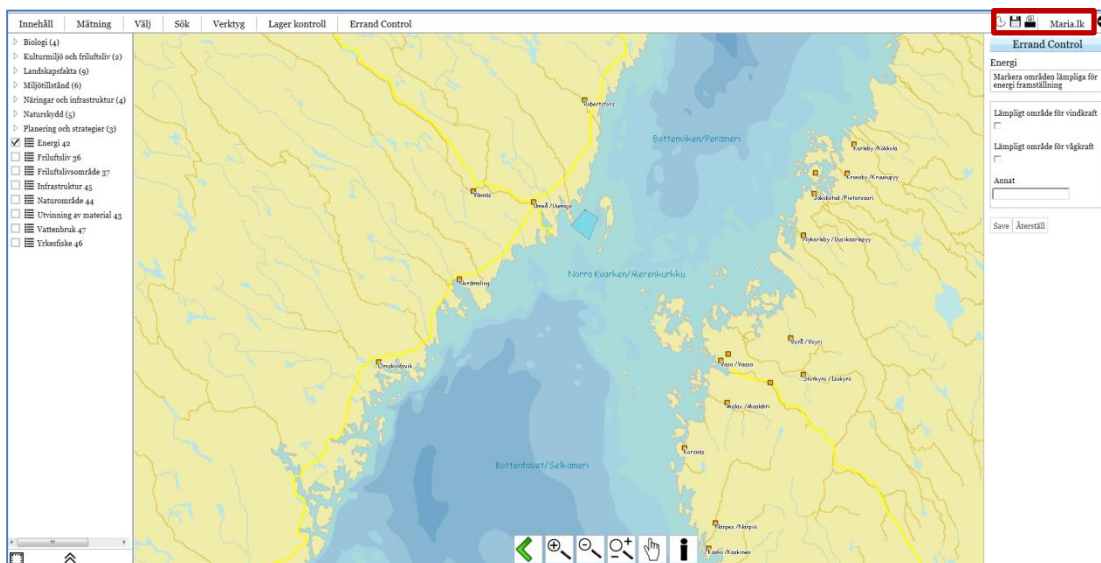 Innehåll Mätning Välj Sök Verktyg Lager kontroll Errand Control
Maria.lk
Biologi (4)
Kulturmiljö och friluftsliv (2)
Landskapsfakta (9)
Miljötillstånd (6)
Näringar och infrastruktur (4)
Naturskydd (5)
Planering och strategier (3)
Energi 42
Friluftsliv 36
Friluftslivsområde 37
Infrastruktur 45
Naturområde 44
Utvinning av material 43
Vattenbruk 47
Yrkesfiske 46
Robertsfors
Bottenviken/Perämeri
Karleby/Kokkola
Kronoby/Kruunupyy
Jakobstad/Pietarsaari
Vännäs
Umeå/Uumaja
Nykarleby/Uusikaarlepyy
Norra Kvarken/Merenkurkku
Nordmaling
Vörå/Vöyri
Örnsköldsvik
Vasa/Vaasa
Storkyro/Isokyrö
Malax/Maalahti
Korsnäs
Bottenhavet/Selkämeri
Närpes/Närpiö
Kaskö/Kaskinen
Errand Control
Energi
Markera områden lämpliga för
energi framställning
Lämpligt område för vindkraft
Lämpligt område för vågkraft
Annat
Save Återställ